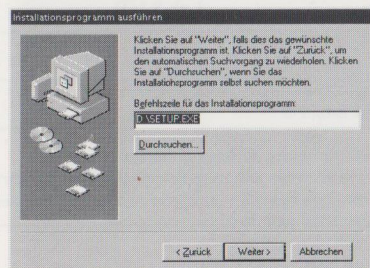 Installationsprogramm ausführen
Klicken Sie auf "Weiter", falls dies das gewünschte
Installationsprogramm ist. Klicken Sie auf "Zurück", um
den automatischen Suchvorgang zu wiederholen. Klicken
Sie auf "Durchsuchen", wenn Sie das
Installationsprogramm selbst suchen möchten.
Befehlszeile für das Installationsprogramm:
D:\SETUP.EXE
Durchsuchen...
< Zurück
Weiter >
Abbrechen